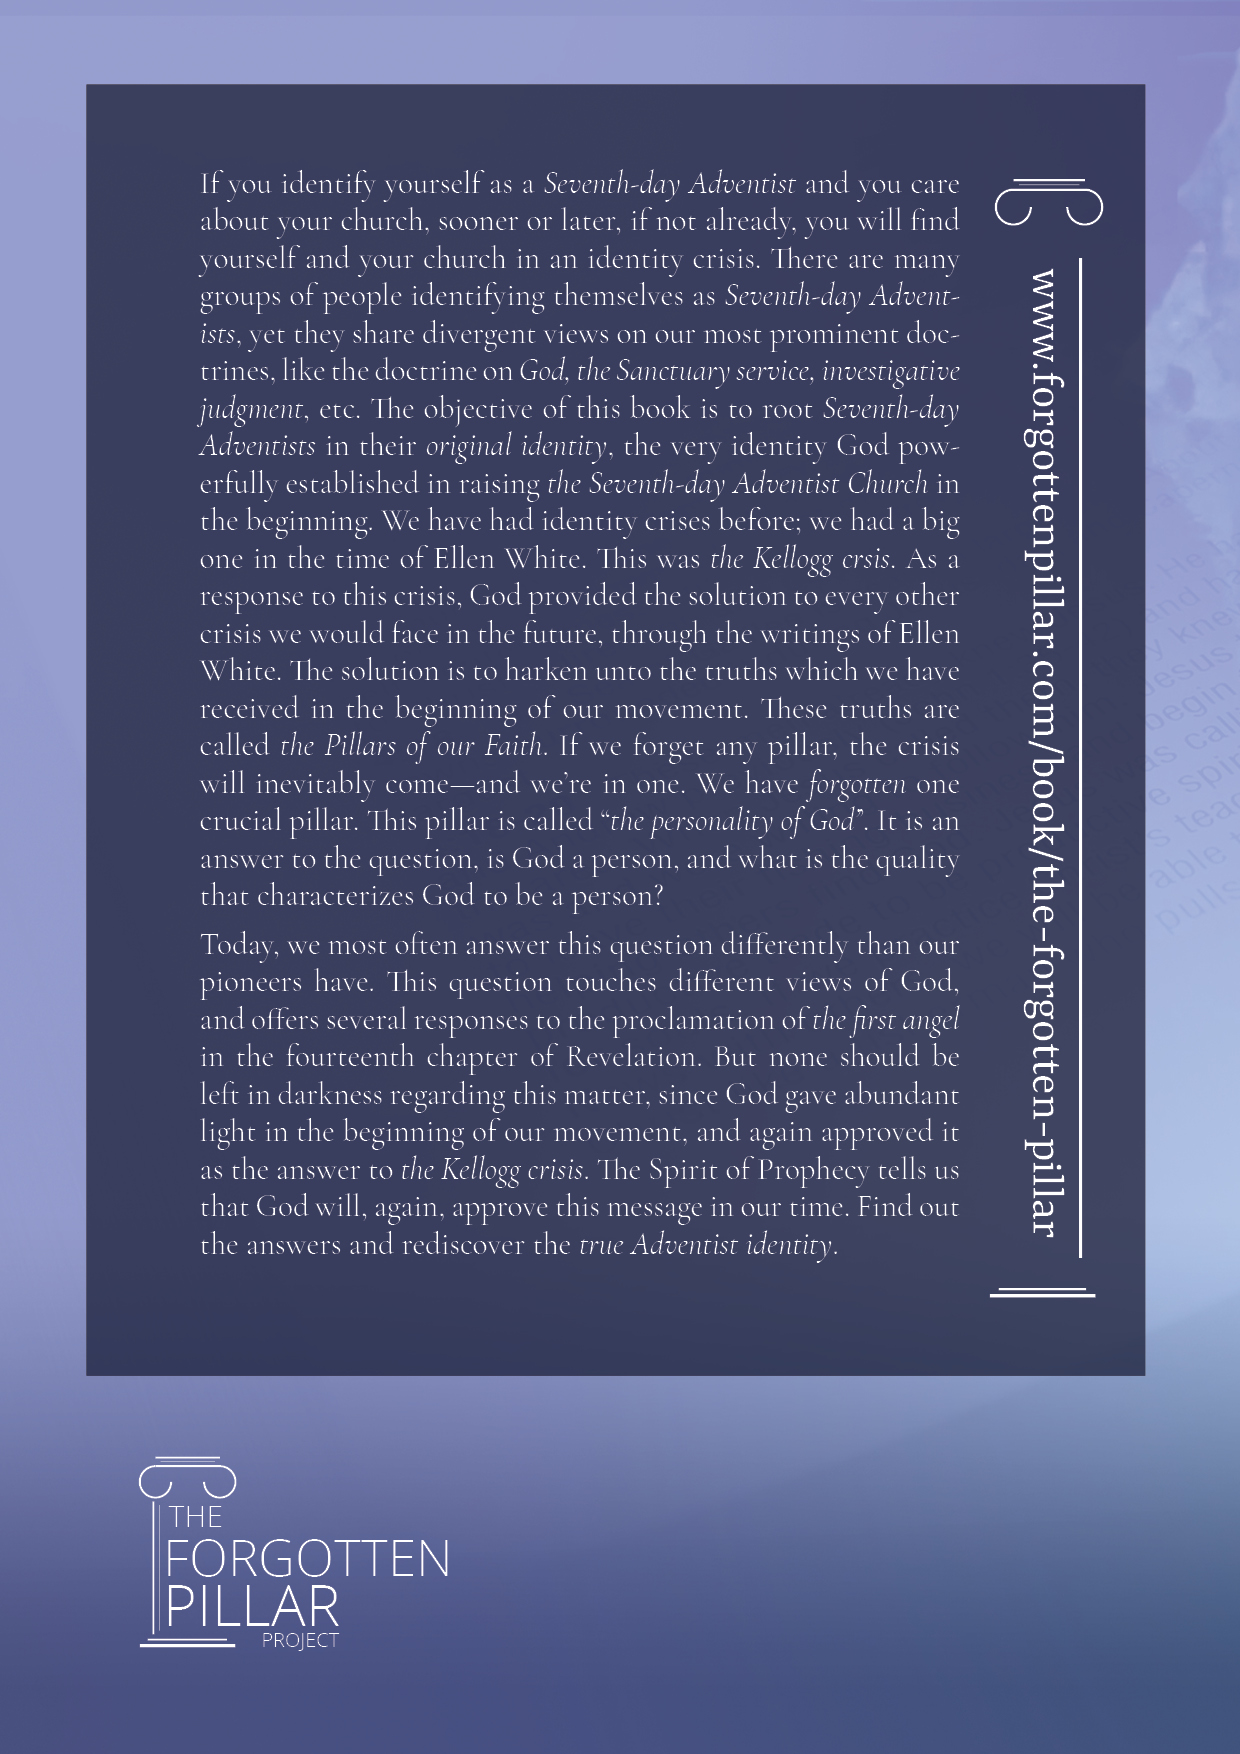 If you identify yourself as a Seventh-day Adventist and you care
about your church, sooner or later, if not already, you will find
yourself and your church in an identity crisis. There are many
groups of people identifying themselves as Seventh-day Advent-
ists, yet they share divergent views on our most prominent doc-
trines, like the doctrine on God, the Sanctuary service, investigative
judgment, etc. The objective of this book is to root Seventh-day
Adventists in their original identity, the very identity God pow-
erfully established in raising the Seventh-day Adventist Church in
the beginning. We have had identity crises before; we had a big
one in the time of Ellen White. This was the Kellogg crsis. As a
response to this crisis, God provided the solution to every other
crisis we would face in the future, through the writings of Ellen
White. The solution is to harken unto the truths which we have
received in the beginning of our movement. These truths are
called the Pillars of our Faith. If we forget any pillar, the crisis
will inevitably come—and we’re in one. We have forgotten one
crucial pillar. This pillar is called “the personality of God”. It is an
answer to the question, is God a person, and what is the quality
that characterizes God to be a person?
Today, we most often answer this question differently than our
pioneers have. This question touches different views of God,
and offers several responses to the proclamation of the first angel
in the fourteenth chapter of Revelation. But none should be
left in darkness regarding this matter, since God gave abundant
light in the beginning of our movement, and again approved it
as the answer to the Kellogg crisis. The Spirit of Prophecy tells us
that God will, again, approve this message in our time. Find out
the answers and rediscover the true Adventist identity.
www.forgottenpillar.com/book/the-forgotten-pillar
THE
FORGOTTEN
PILLAR
PROJECT